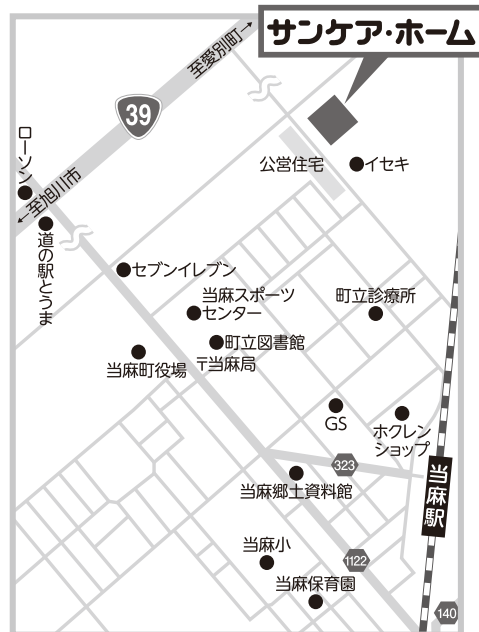 サンケア・ホーム
至愛別町→
39
ローソン
←至旭川市
道の駅とうま
公営住宅
イセキ
セブンイレブン
当麻スポーツ
センター
町立診療所
町立図書館
当麻町役場
〒当麻局
GS
ホクレン
ショップ
323
当麻駅
当麻郷土資料館
当麻小
1122
当麻保育園
140